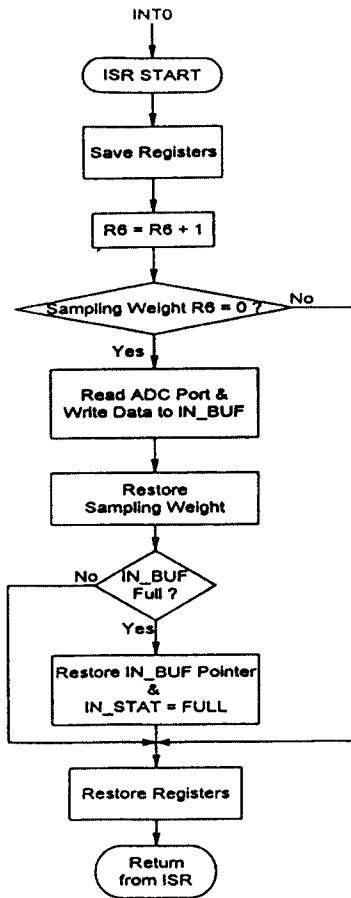 INT0
ISR START
Save Registers
R6 = R6 + 1
Sampling Weight R6 = 0 ?
No
Yes
Read ADC Port &
Write Data to IN_BUF
Restore
Sampling Weight
No
IN_BUF
Full ?
Yes
Restore IN_BUF Pointer
&
IN_STAT = FULL
Restore Registers
Return
from ISR